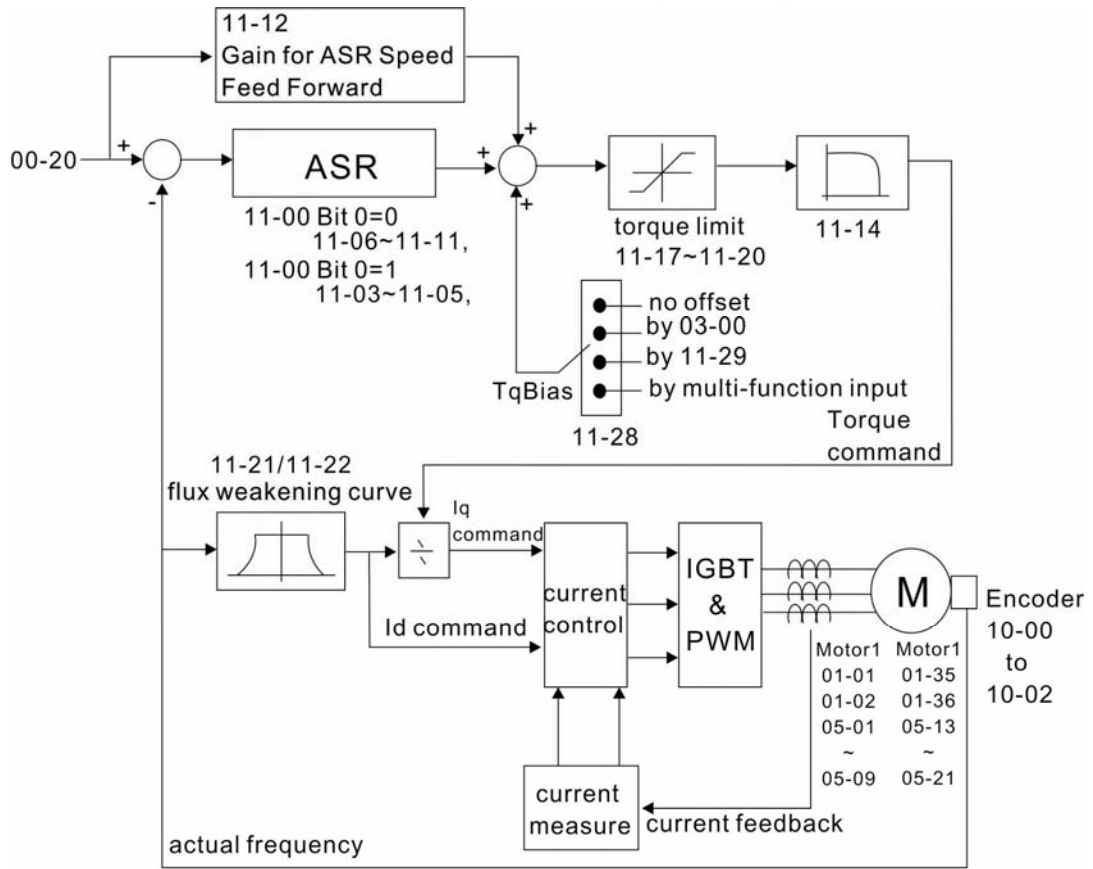 11-12
Gain for ASR Speed
Feed Forward
00-20
+
-
ASR
+
+
+
11-00 Bit 0=0
11-06~11-11,
11-00 Bit 0=1
11-03~11-05,
torque limit
11-17~11-20
11-14
no offset
by 03-00
by 11-29
by multi-function input
TqBias
11-28
Torque
command
11-21/11-22
flux weakening curve
Iq
command
Id command
current
control
IGBT
&
PWM
M
Encoder
10-00
to
10-02
Motor1
01-01
01-02
05-01
~
05-09
Motor1
01-35
01-36
05-13
~
05-21
current
measure
current feedback
actual frequency